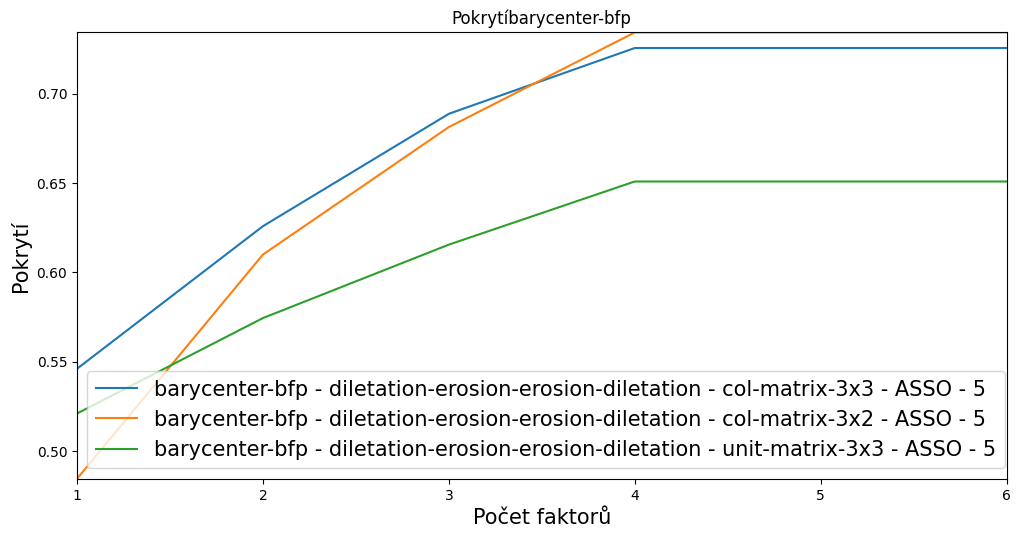 Pokrytíbarycenter-bfp
Pokrytí
0.70
0.65
0.60
0.55
0.50
barycenter-bfp - diletation-erosion-erosion-diletation - col-matrix-3x3 - ASSO - 5
barycenter-bfp - diletation-erosion-erosion-diletation - col-matrix-3x2 - ASSO - 5
barycenter-bfp - diletation-erosion-erosion-diletation - unit-matrix-3x3 - ASSO - 5
1 2 3 4 5 6
Počet faktorů